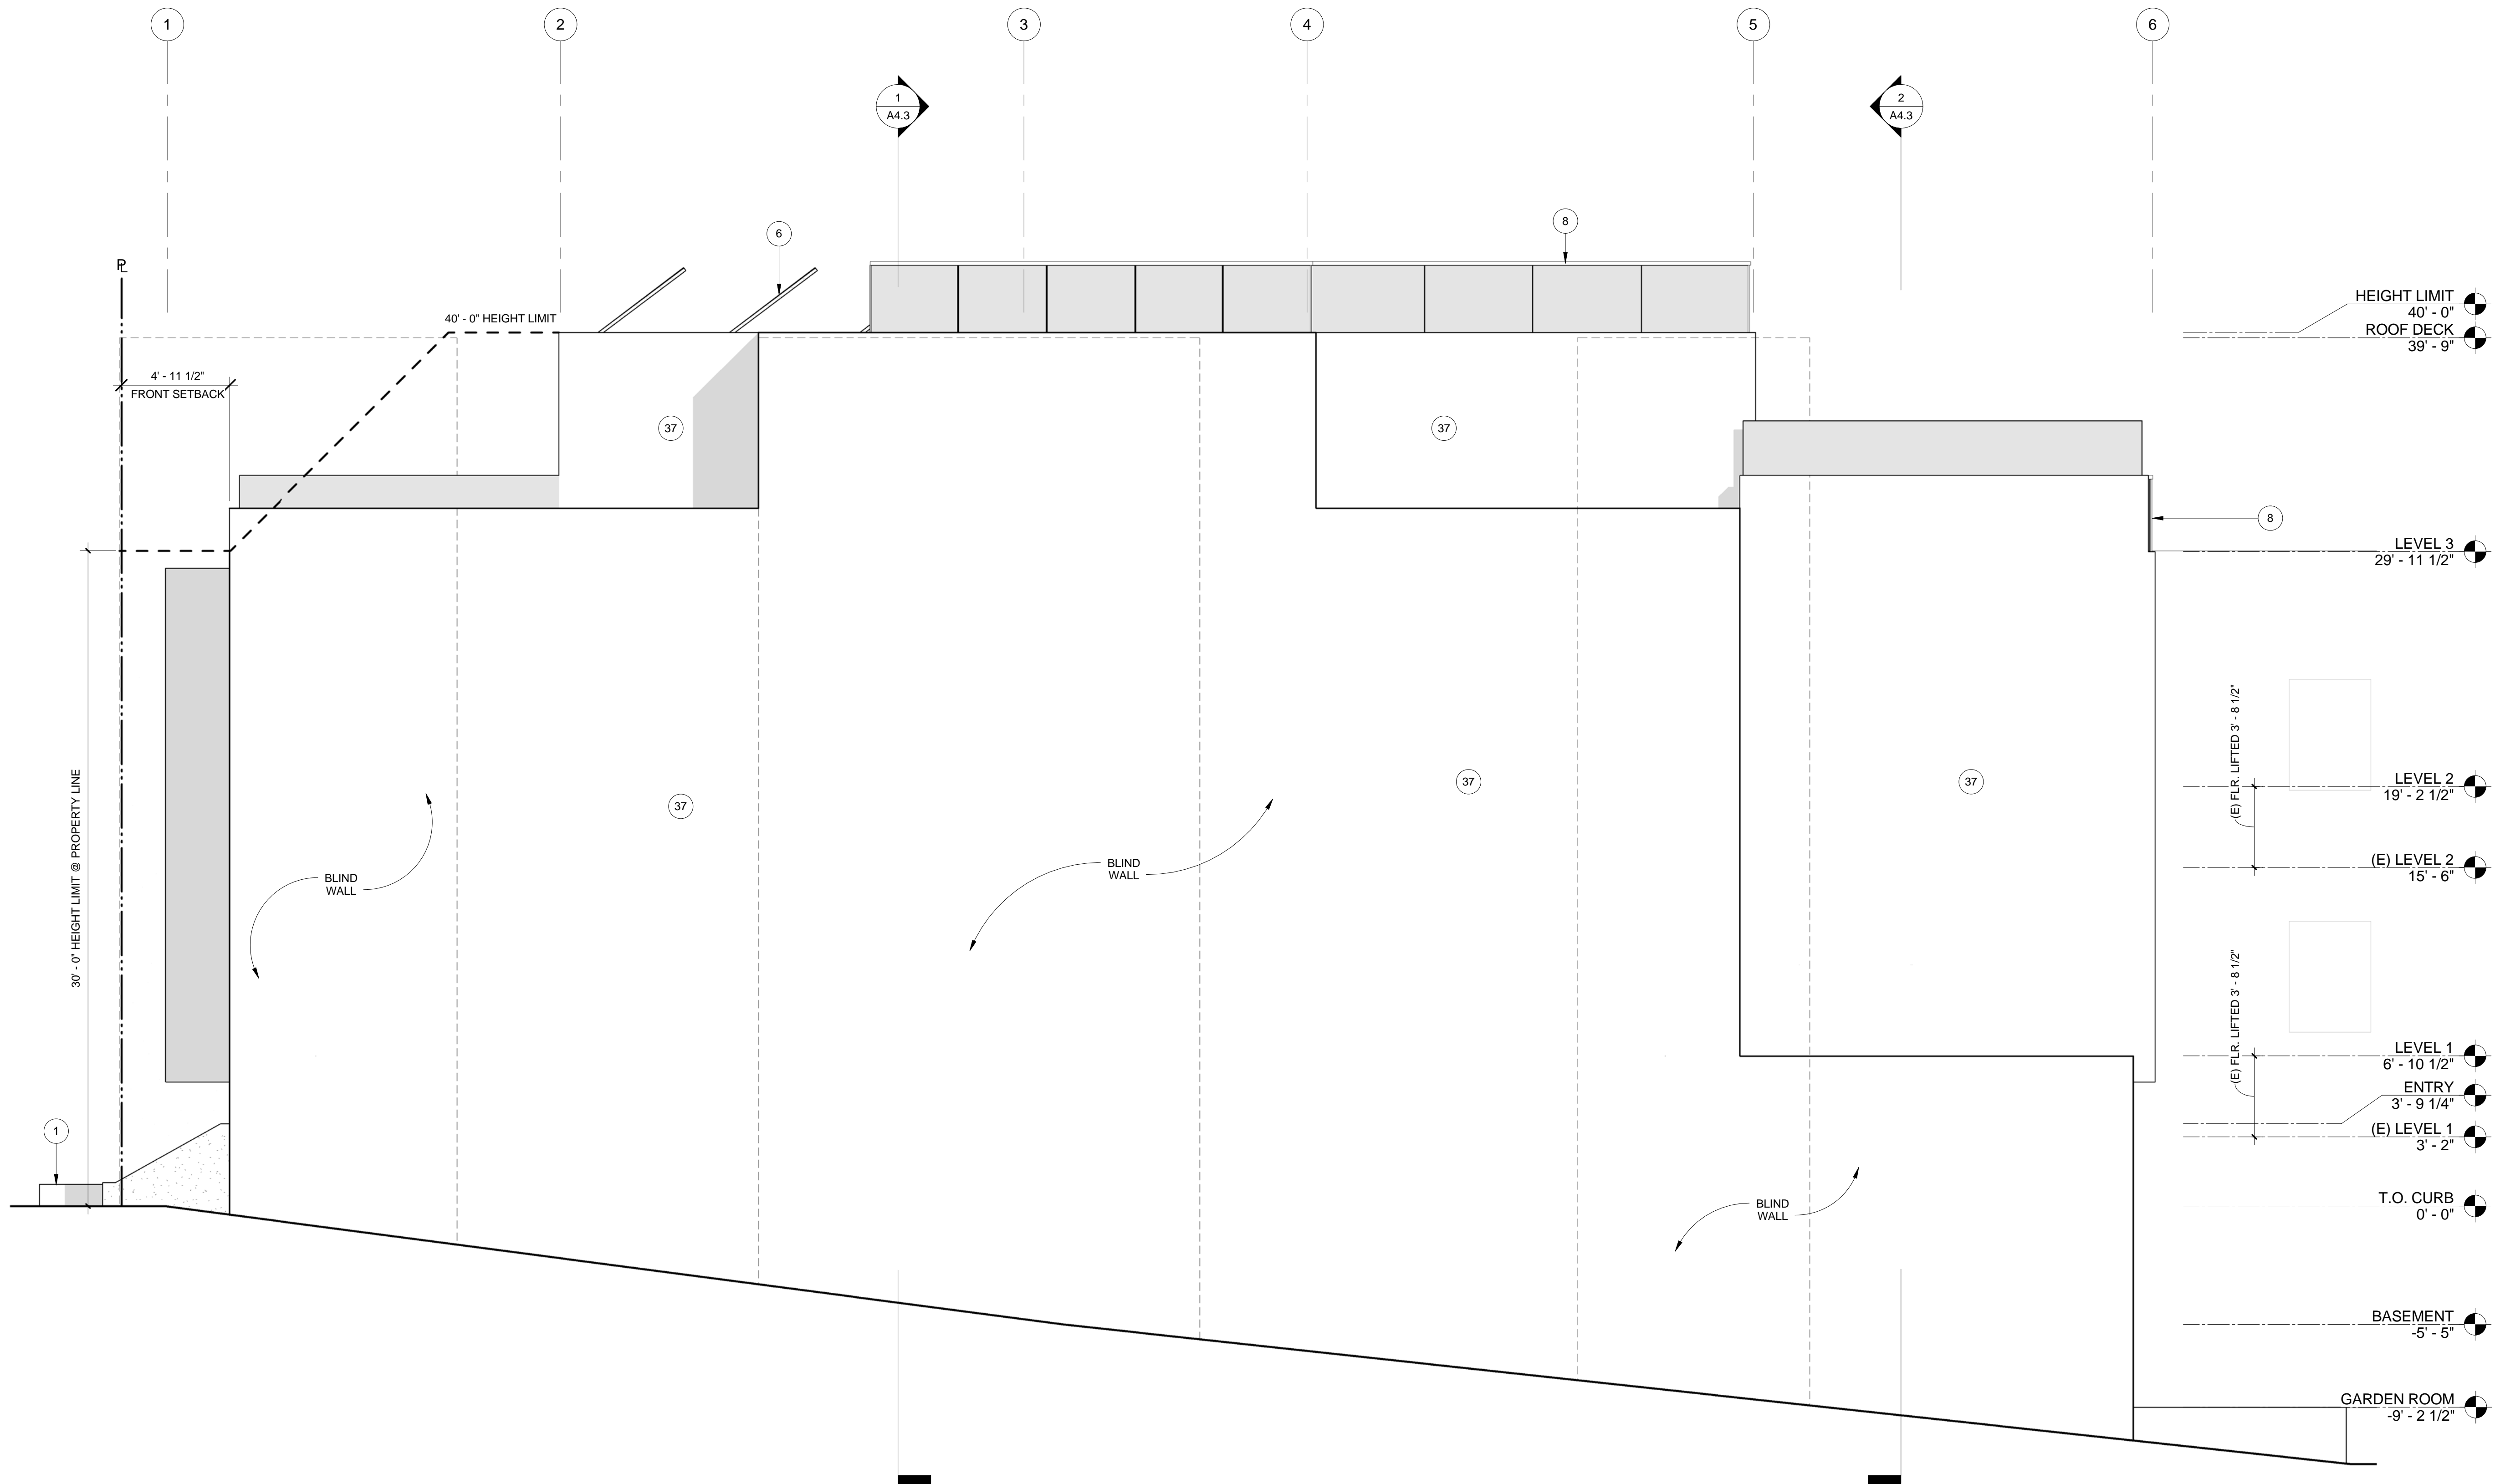 1
2
3
4
5
6
1
A4.3
2
A4.3
6
8
PL
40' - 0" HEIGHT LIMIT
HEIGHT LIMIT
40' - 0"
ROOF DECK
39' - 9"
4' - 11 1/2"
FRONT SETBACK
37
37
8
LEVEL 3
29' - 11 1/2"
30' - 0" HEIGHT LIMIT @ PROPERTY LINE
37
37
37
(E) FLR. LIFTED 3' - 8 1/2"
LEVEL 2
19' - 2 1/2"
BLIND
WALL
BLIND
WALL
(E) LEVEL 2
15' - 6"
(E) FLR. LIFTED 3' - 8 1/2"
LEVEL 1
6' - 10 1/2"
ENTRY
3' - 9 1/4"
1
(E) LEVEL 1
3' - 2"
BLIND
WALL
T.O. CURB
0' - 0"
BASEMENT
-5' - 5"
GARDEN ROOM
-9' - 2 1/2"